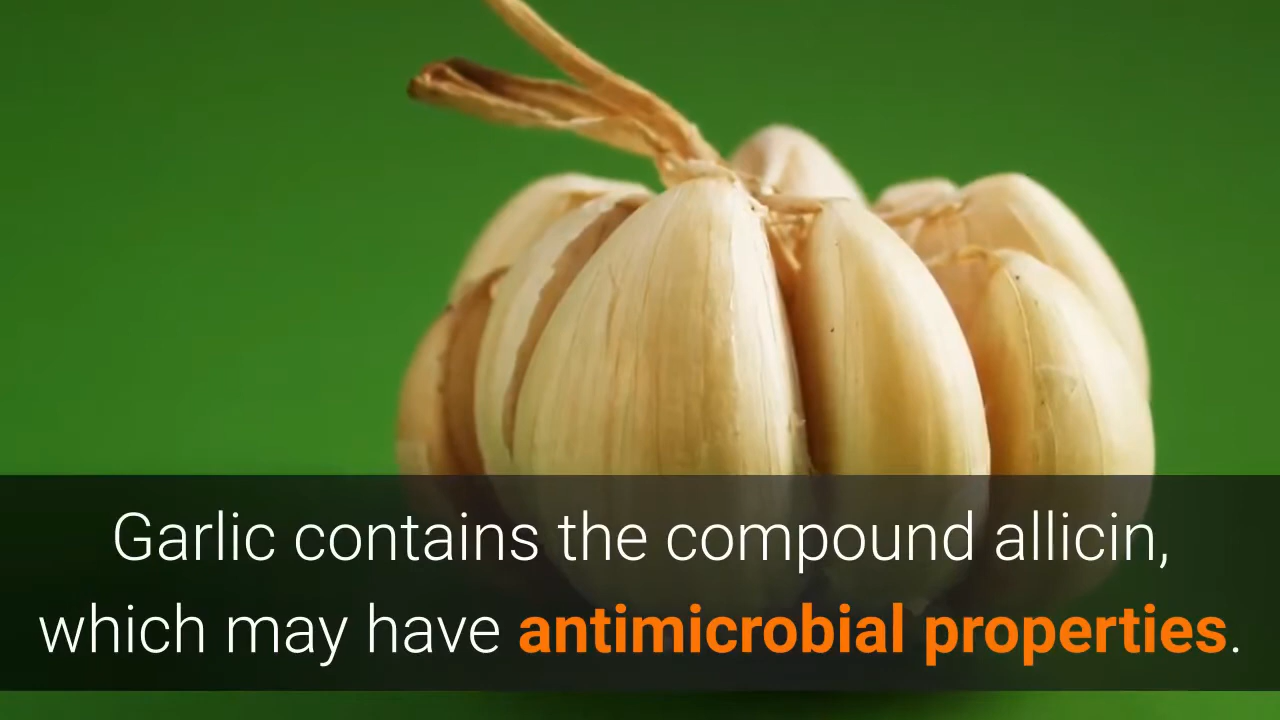 Garlic contains the compound allicin,
which may have antimicrobial properties.